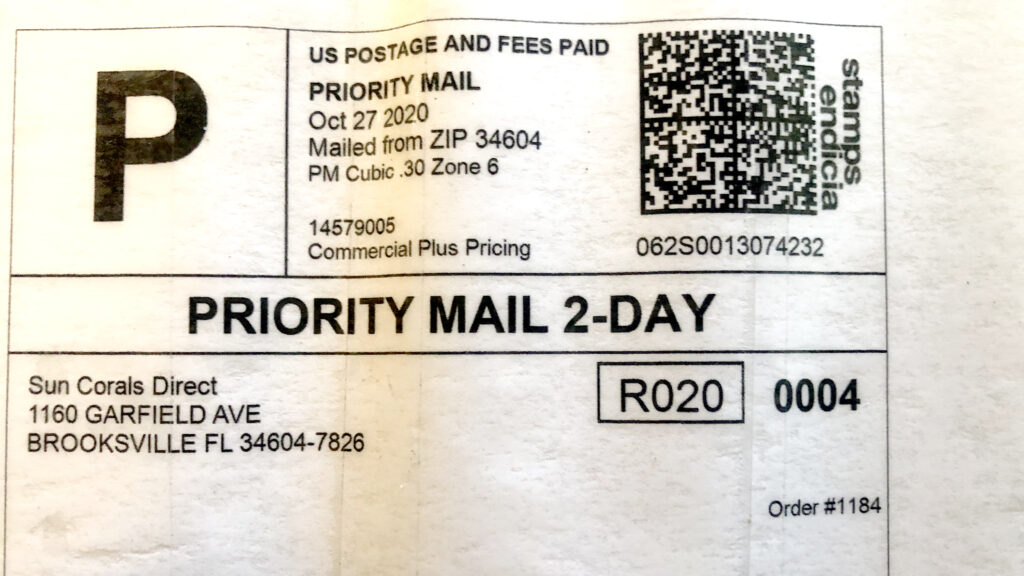 P
US POSTAGE AND FEES PAID
PRIORITY MAIL
Oct 27 2020
Mailed from ZIP 34604
PM Cubic .30 Zone 6
14579005
Commercial Plus Pricing
stamps
endicia
062S0013074232
PRIORITY MAIL 2-DAY
Sun Corals Direct
1160 GARFIELD AVE
BROOKSVILLE FL 34604-7826
R020
0004
Order #1184